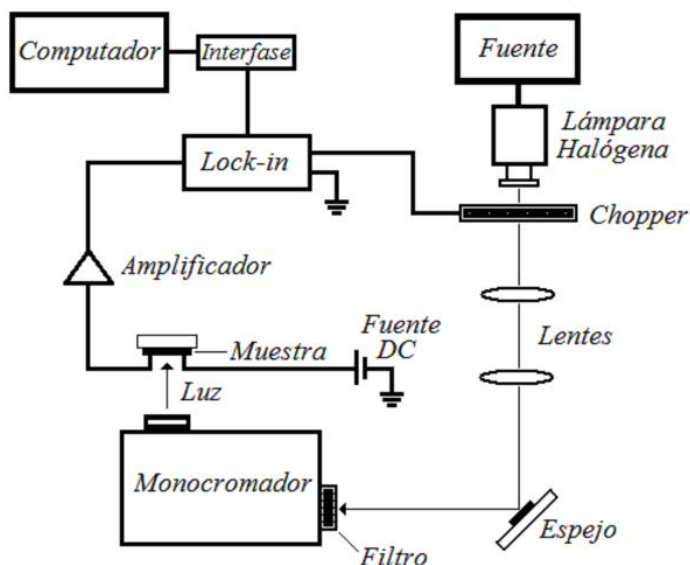 Computador
Interfase
Fuente
Lámpara
Halógena
Lock-in
Chopper
Amplificador
Fuente
DC
Lentes
Muestra
Luz
Monocromador
Espejo
Filtro